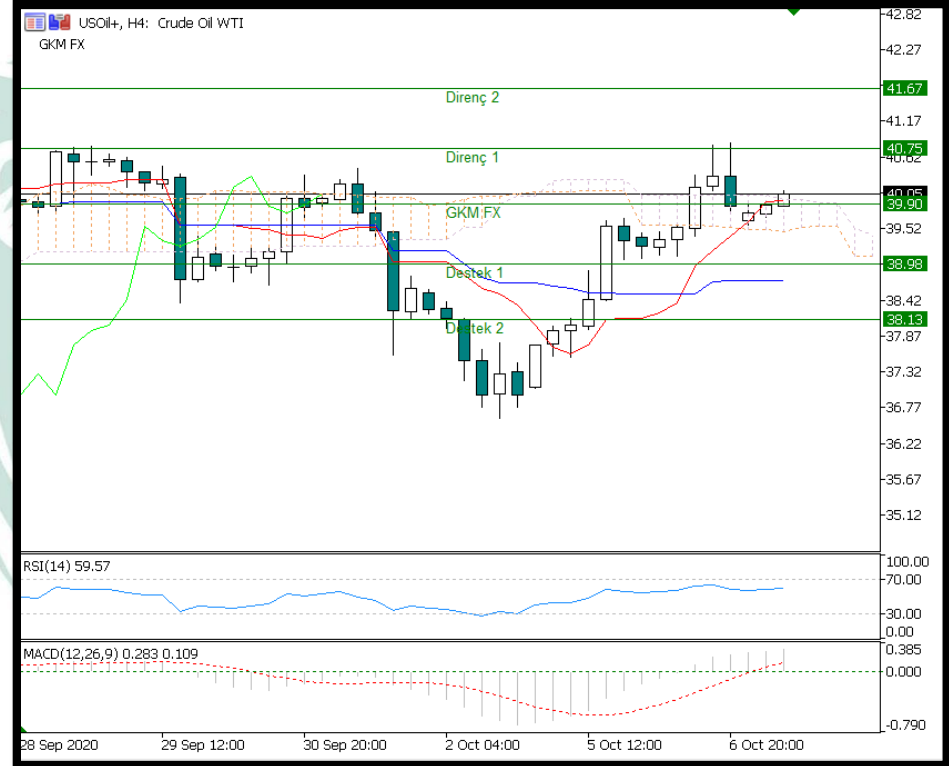 USOil+, H4: Crude Oil WTI
GKM FX
42.82
42.27
41.67
Direnç 2
41.17
40.75
40.62
Direnç 1
40.05
39.90
GKM FX
39.52
38.98
Destek 1
38.42
38.13
Destek 2
37.87
37.32
36.77
36.22
35.67
35.12
RSI(14) 59.57
100.00
70.00
30.00
0.00
MACD(12,26,9) 0.283 0.109
0.385
0.000
-0.790
28 Sep 2020 29 Sep 12:00 30 Sep 20:00 2 Oct 04:00 5 Oct 12:00 6 Oct 20:00